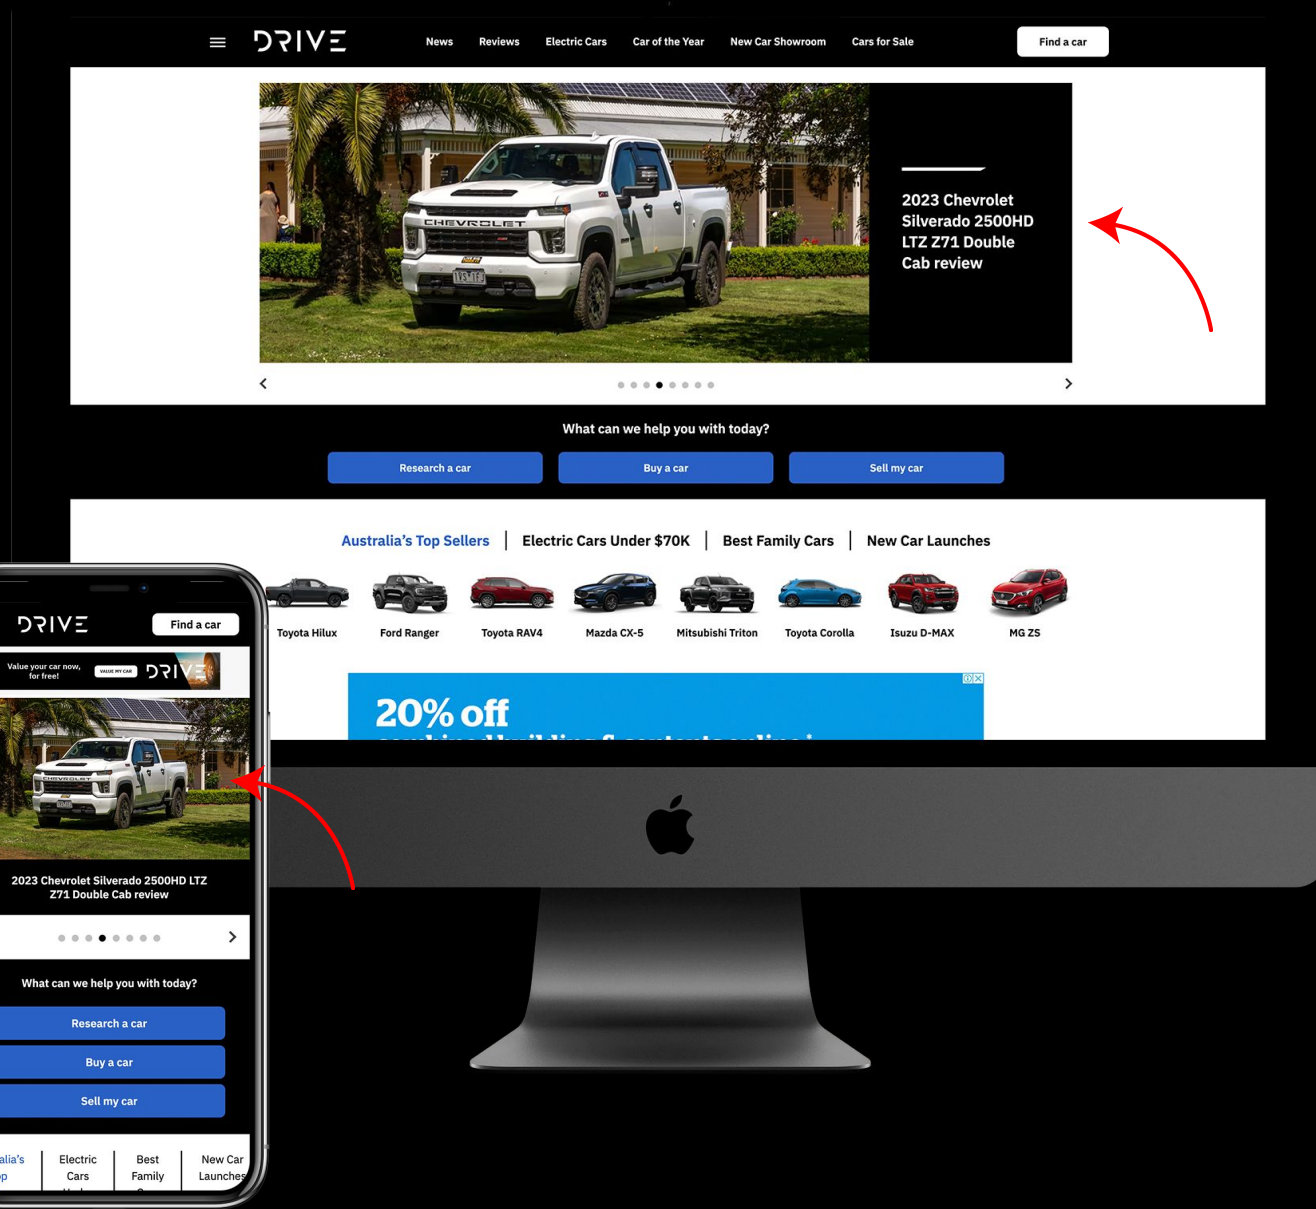 DRIVE
News
Reviews
Electric Cars
Car of the Year
New Car Showroom
Cars for Sale
Find a car
CHEVROLET
2023 Chevrolet
Silverado 2500HD
LTZ Z71 Double
Cab review
What can we help you with today?
Research a car
Buy a car
Sell my car
Australia's Top Sellers
Electric Cars Under $70K
Best Family Cars
New Car Launches
Toyota Hilux
Ford Ranger
Toyota RAV4
Mazda CX-5
Mitsubishi Triton
Toyota Corolla
Isuzu D-MAX
MG ZS
20% off
DRIVE
Find a car
Value your car now,
for free!
VALUE MY CAR
DRIVE
CHEVROLET
2023 Chevrolet Silverado 2500HD LTZ
Z71 Double Cab review
What can we help you with today?
Research a car
Buy a car
Sell my car
Electric
Cars
Best
Family
New Car
Launches